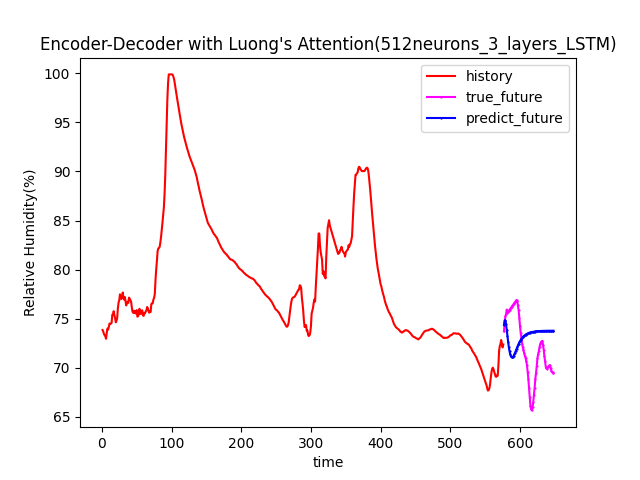 Encoder-Decoder with Luong's Attention(512neurons_3_layers_LSTM)
history
true_future
predict_future
Relative Humidity(%)
100
95
90
85
80
75
70
65
0 100 200 300 400 500 600
time